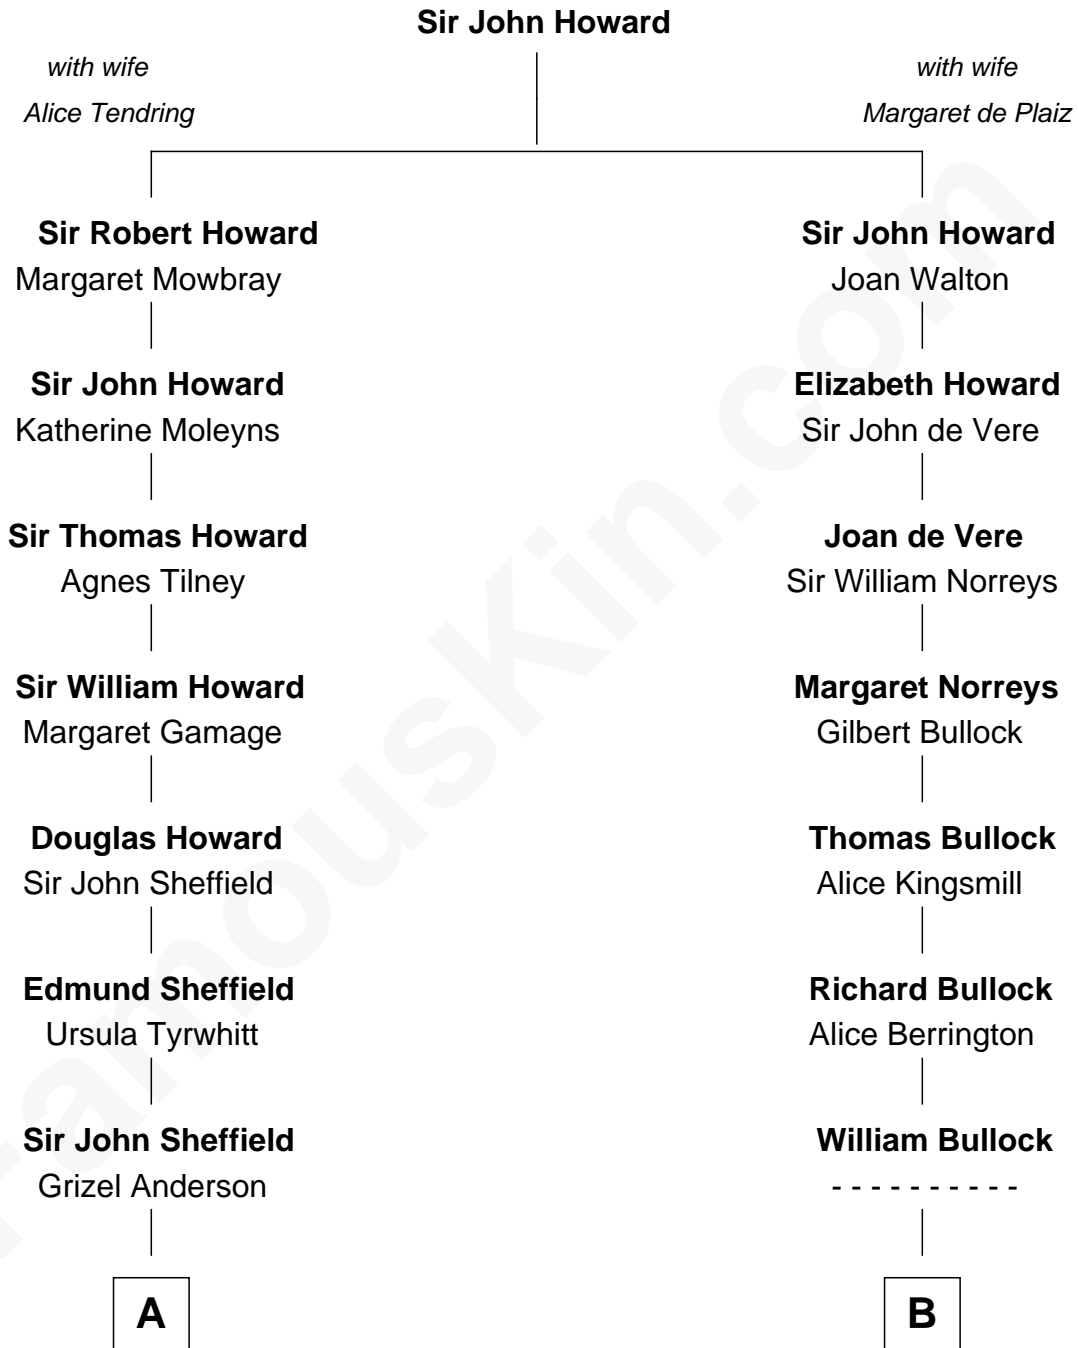 Sir John Howard
with wife
Alice Tendring
with wife
Margaret de Plaiz
Sir Robert Howard
Margaret Mowbray
Sir John Howard
Joan Walton
Sir John Howard
Katherine Moleyns
Elizabeth Howard
Sir John de Vere
Sir Thomas Howard
Agnes Tilney
Joan de Vere
Sir William Norreys
Sir William Howard
Margaret Gamage
Margaret Norreys
Gilbert Bullock
Douglas Howard
Sir John Sheffield
Thomas Bullock
Alice Kingsmill
Edmund Sheffield
Ursula Tyrwhitt
Richard Bullock
Alice Berrington
Sir John Sheffield
Grizel Anderson
William Bullock
- - - - - - - - - -
A
B
FamousKin.com